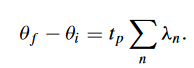 θ_f − θ_i = t_p ∑_n λ_n.